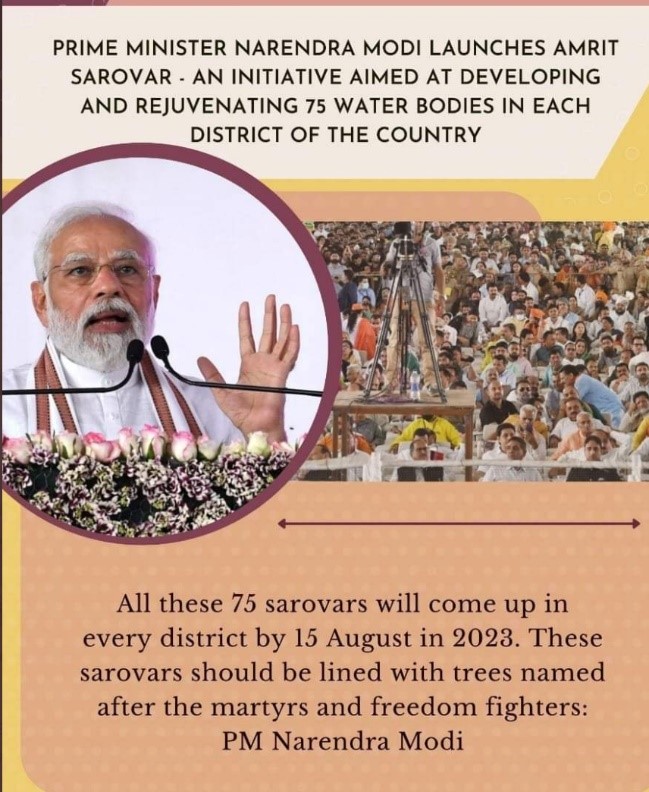 PRIME MINISTER NARENDRA MODI LAUNCHES AMRIT
SAROVAR - AN INITIATIVE AIMED AT DEVELOPING
AND REJUVENATING 75 WATER BODIES IN EACH
DISTRICT OF THE COUNTRY
All these 75 sarovars will come up in
every district by 15 August in 2023. These
sarovars should be lined with trees named
after the martyrs and freedom fighters:
PM Narendra Modi